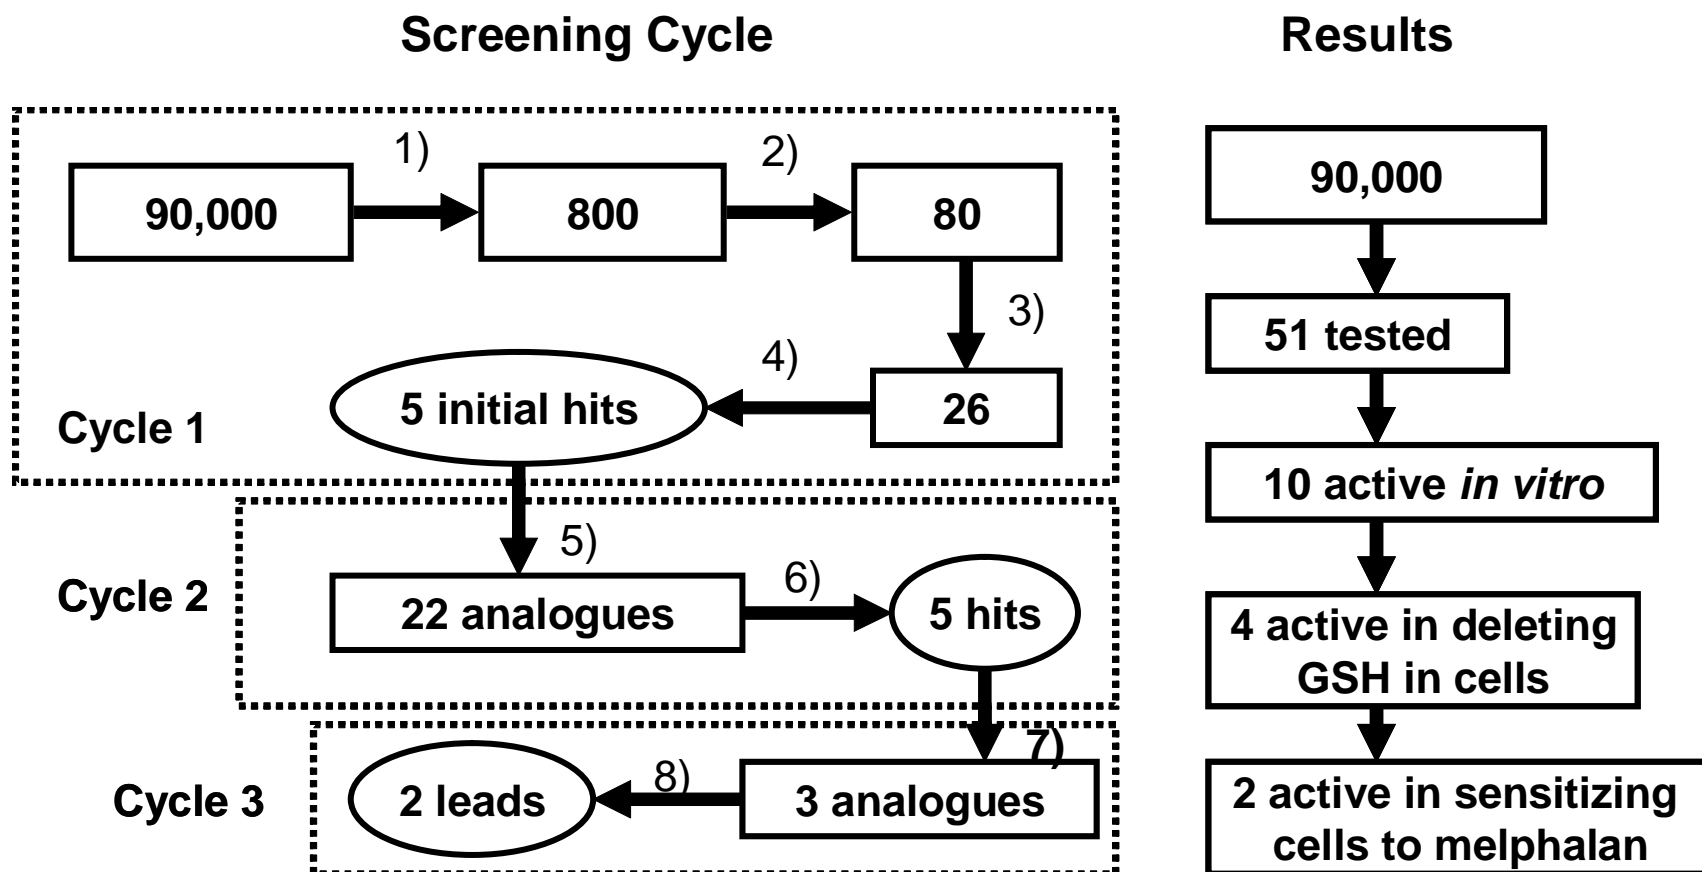 Screening Cycle
Results
1)
2)
90,000
800
80
3)
4)
5 initial hits
26
Cycle 1
5)
6)
Cycle 2
22 analogues
5 hits
7)
8)
Cycle 3
2 leads
3 analogues
90,000
51 tested
10 active in vitro
4 active in deleting
GSH in cells
2 active in sensitizing
cells to melphalan